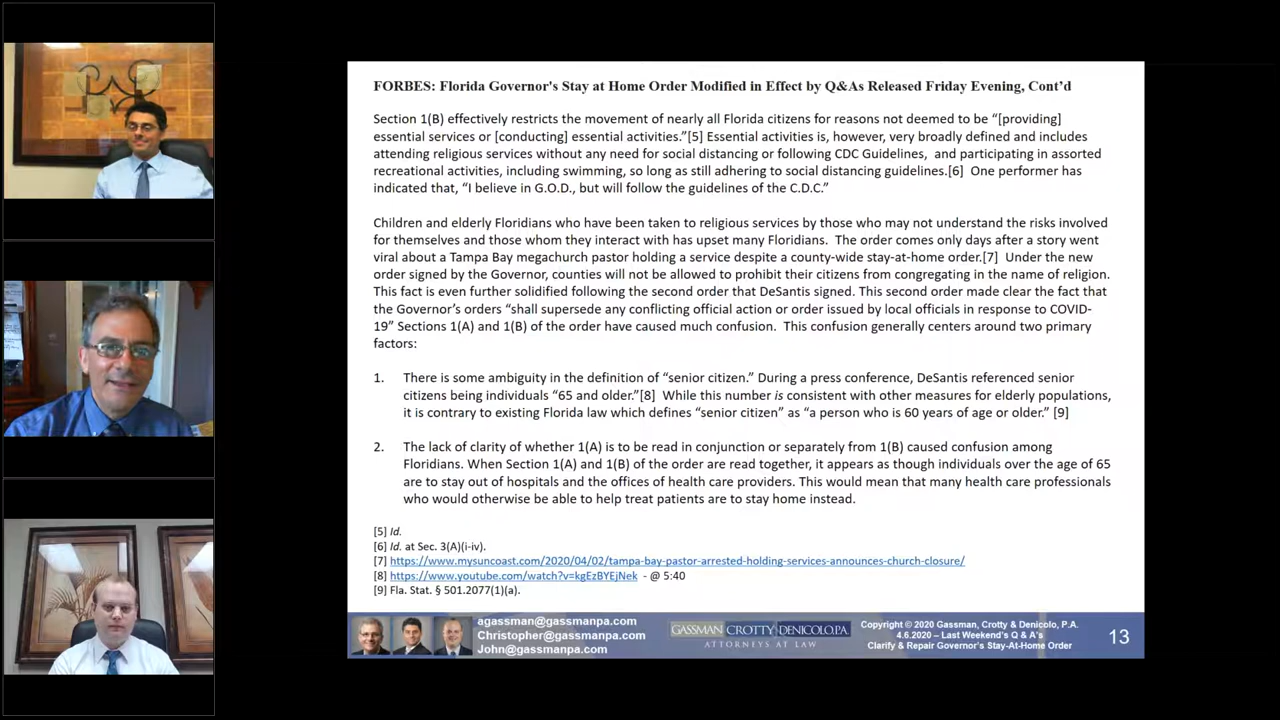 FORBES: Florida Governor's Stay at Home Order Modified in Effect by Q&As Released Friday Evening, Cont'd
Section 1(B) effectively restricts the movement of nearly all Florida citizens for reasons not deemed to be “[providing]
essential services or [conducting] essential activities.”[5] Essential activities is, however, very broadly defined and includes
attending religious services without any need for social distancing or following CDC Guidelines, and participating in assorted
recreational activities, including swimming, so long as still adhering to social distancing guidelines.[6] One performer has
indicated that, “I believe in G.O.D., but will follow the guidelines of the C.D.C.”
Children and elderly Floridians who have been taken to religious services by those who may not understand the risks involved
for themselves and those whom they interact with has upset many Floridians. The order comes only days after a story went
viral about a Tampa Bay megachurch pastor holding a service despite a county-wide stay-at-home order.[7] Under the new
order signed by the Governor, counties will not be allowed to prohibit their citizens from congregating in the name of religion.
This fact is even further solidified following the second order that DeSantis signed. This second order made clear the fact that
the Governor's orders “shall supersede any conflicting official action or order issued by local officials in response to COVID-
19” Sections 1(A) and 1(B) of the order have caused much confusion. This confusion generally centers around two primary
factors:
1. There is some ambiguity in the definition of “senior citizen.” During a press conference, DeSantis referenced senior
citizens being individuals “65 and older.”[8] While this number is consistent with other measures for elderly populations,
it is contrary to existing Florida law which defines “senior citizen” as “a person who is 60 years of age or older.” [9]
2. The lack of clarity of whether 1(A) is to be read in conjunction or separately from 1(B) caused confusion among
Floridians. When Section 1(A) and 1(B) of the order are read together, it appears as though individuals over the age of 65
are to stay out of hospitals and the offices of health care providers. This would mean that many health care professionals
who would otherwise be able to help treat patients are to stay home instead.
[5] Id.
[6] Id. at Sec. 3(A)(i-iv).
[7] https://www.mysuncoast.com/2020/04/02/tampa-bay-pastor-arrested-holding-services-announces-church-closure/
[8] https://www.youtube.com/watch?v=kgEzBYEjNek - @ 5:40
[9] Fla. Stat. § 501.2077(1)(a).
agassman@gassmanpa.com
Christopher@gassmanpa.com
John@gassmanpa.com
GASSMAN CROTTY DENICOLO, P.A.
ATTORNEYS AT LAW
Copyright © 2020 Gassman, Crotty & Denicolo, P.A.
4.6.2020 – Last Weekend's Q & A's
Clarify & Repair Governor's Stay-At-Home Order
13